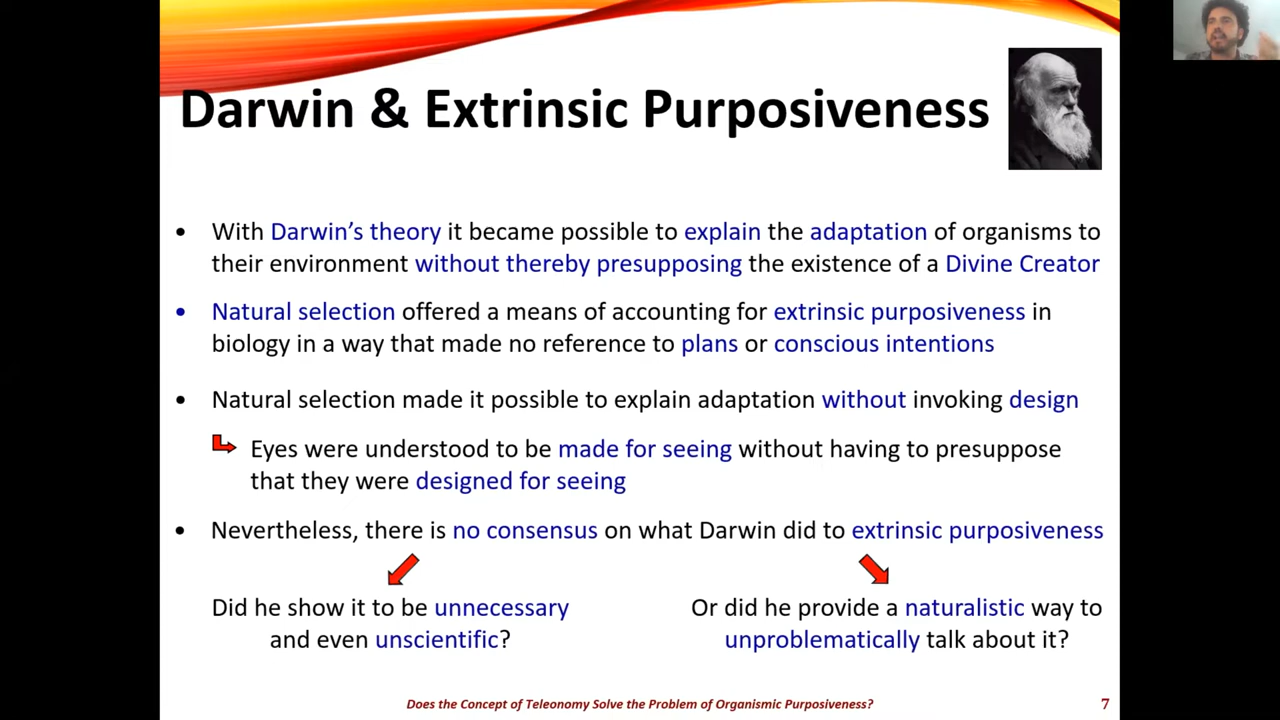 Darwin & Extrinsic Purposiveness
• With Darwin’s theory it became possible to explain the adaptation of organisms to
their environment without thereby presupposing the existence of a Divine Creator
• Natural selection offered a means of accounting for extrinsic purposiveness in
biology in a way that made no reference to plans or conscious intentions
• Natural selection made it possible to explain adaptation without invoking design
Eyes were understood to be made for seeing without having to presuppose
that they were designed for seeing
• Nevertheless, there is no consensus on what Darwin did to extrinsic purposiveness
Did he show it to be unnecessary
and even unscientific?
Or did he provide a naturalistic way to
unproblematically talk about it?
Does the Concept of Teleonomy Solve the Problem of Organismic Purposiveness?
7